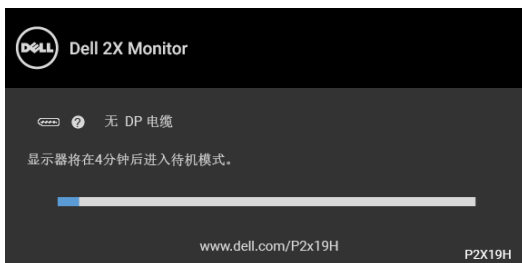 DELL Dell 2X Monitor
无 DP 电缆
显示器将在4分钟后进入待机模式。
www.dell.com/P2x19H
P2X19H